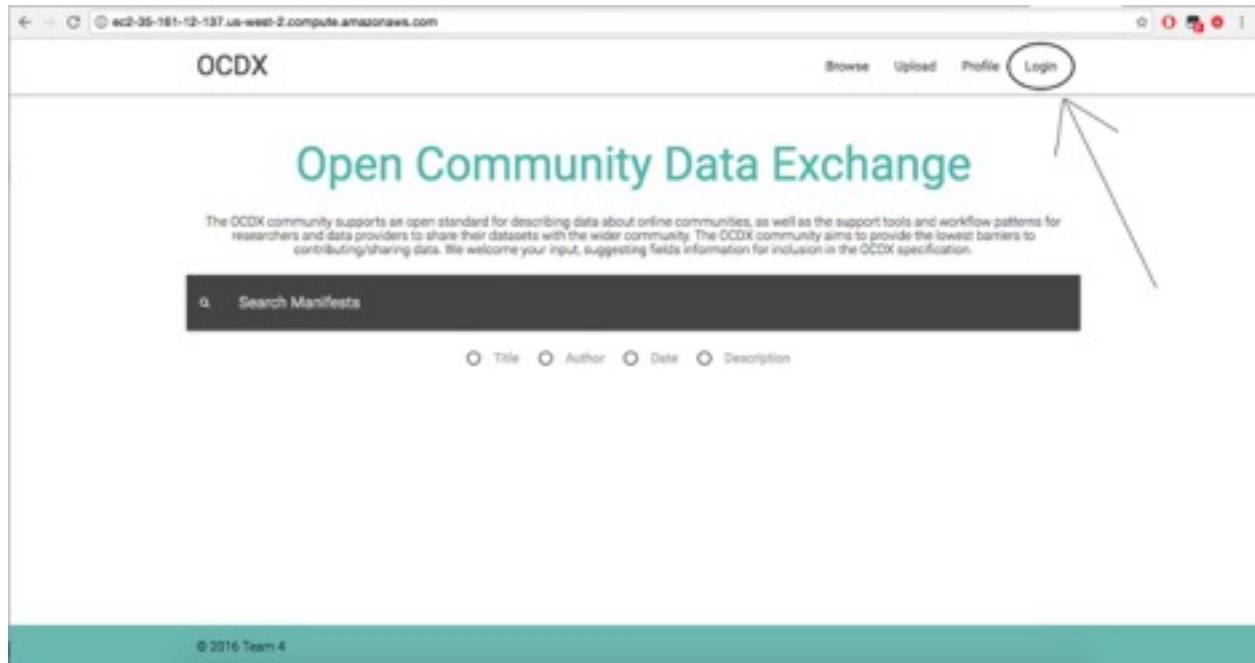 ec2-35-161-12-137.us-west-2.compute.amazonaws.com
OCDX
Browse Upload Profile Login
Open Community Data Exchange
The OCDX community supports an open standard for describing data about online communities, as well as the support tools and workflow patterns for
researchers and data providers to share their datasets with the wider community. The OCDX community aims to provide the lowest barriers to
contributing/sharing data. We welcome your input, suggesting fields information for inclusion in the OCDX specification.
Search Manifests
Title Author Date Description
© 2016 Team 4